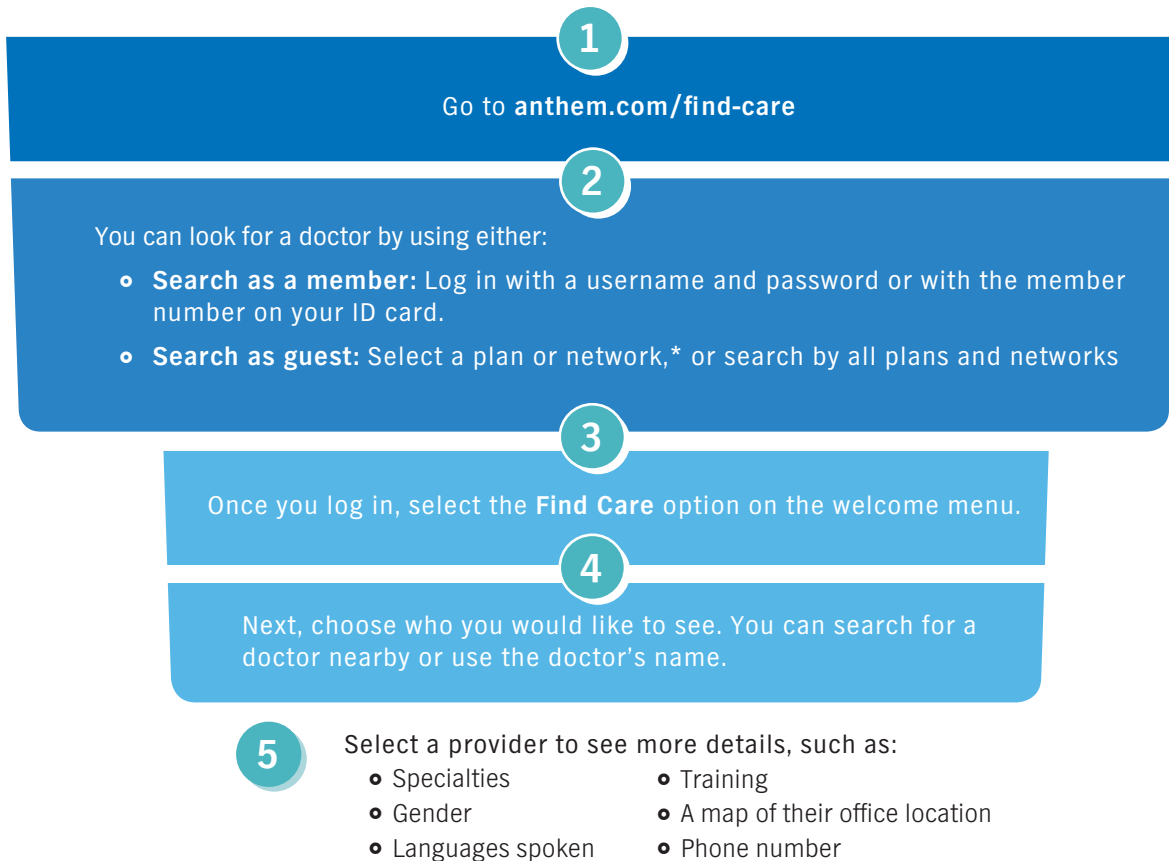 1
Go to anthem.com/find-care
2
You can look for a doctor by using either:
Search as a member: Log in with a username and password or with the member
number on your ID card.
Search as guest: Select a plan or network,* or search by all plans and networks
3
Once you log in, select the Find Care option on the welcome menu.
4
Next, choose who you would like to see. You can search for a
doctor nearby or use the doctor’s name.
5
Select a provider to see more details, such as:
Specialties
Gender
Languages spoken
Training
A map of their office location
Phone number